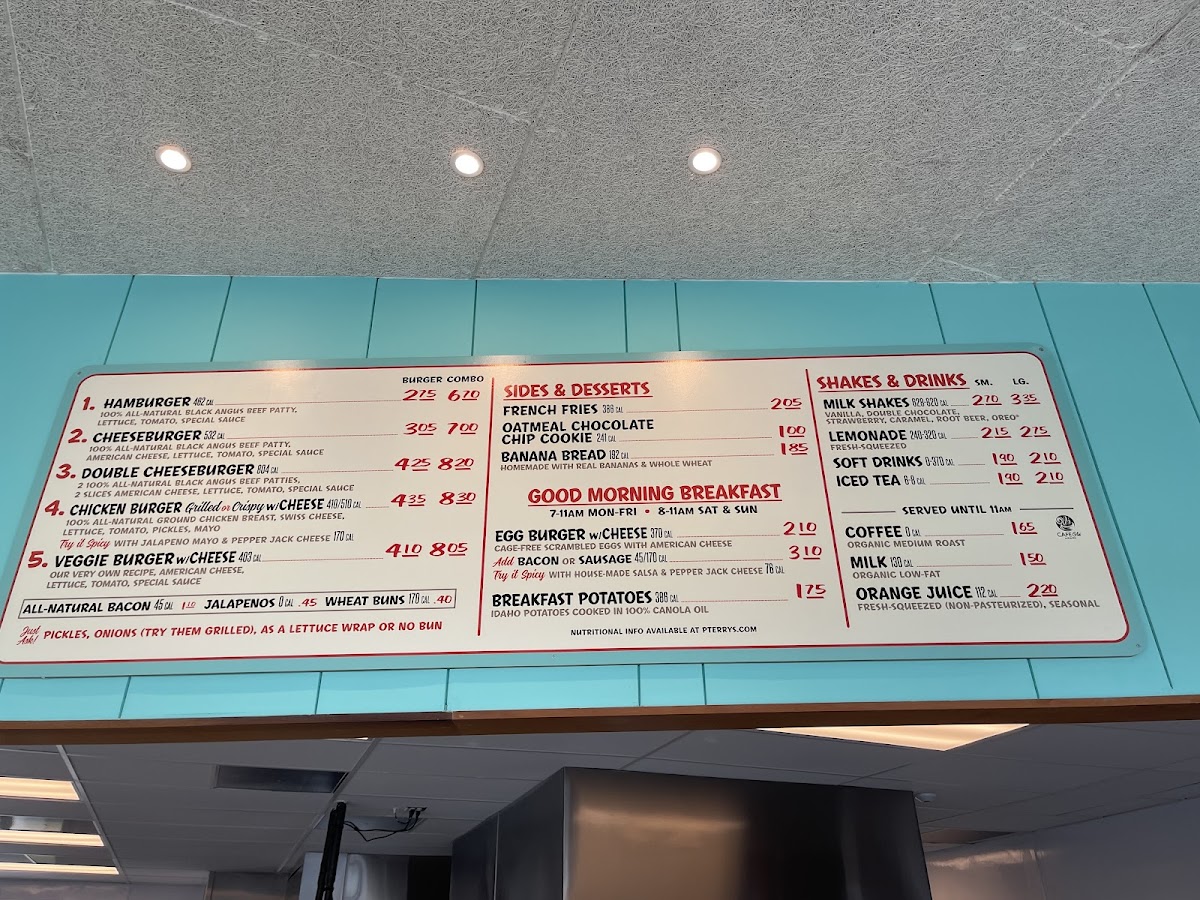 BURGER COMBO
1. HAMBURGER 482 CAL 2.75 6.70
100% ALL-NATURAL BLACK ANGUS BEEF PATTY,
LETTUCE, TOMATO, SPECIAL SAUCE
2. CHEESEBURGER 532 CAL 3.05 7.00
100% ALL-NATURAL BLACK ANGUS BEEF PATTY,
AMERICAN CHEESE, LETTUCE, TOMATO, SPECIAL SAUCE
3. DOUBLE CHEESEBURGER 804 CAL 4.25 8.20
2 100% ALL-NATURAL BLACK ANGUS BEEF PATTIES,
2 SLICES AMERICAN CHEESE, LETTUCE, TOMATO, SPECIAL SAUCE
4. CHICKEN BURGER Grilled or Crispy w/CHEESE 410/510 CAL 4.35 8.30
100% ALL-NATURAL GROUND CHICKEN BREAST, SWISS CHEESE,
LETTUCE, TOMATO, PICKLES, MAYO
Try it Spicy WITH JALAPENO MAYO & PEPPER JACK CHEESE 170 CAL
5. VEGGIE BURGER w/CHEESE 403 CAL 4.10 8.05
OUR VERY OWN RECIPE, AMERICAN CHEESE,
LETTUCE, TOMATO, SPECIAL SAUCE
ALL-NATURAL BACON 45 CAL 1.10 JALAPENOS 0 CAL .45 WHEAT BUNS 170 CAL .40
Just Ask! PICKLES, ONIONS (TRY THEM GRILLED), AS A LETTUCE WRAP OR NO BUN
SIDES & DESSERTS
FRENCH FRIES 388 CAL 2.05
OATMEAL CHOCOLATE
CHIP COOKIE 241 CAL 1.00
BANANA BREAD 192 CAL 1.85
HOMEMADE WITH REAL BANANAS & WHOLE WHEAT
GOOD MORNING BREAKFAST
7-11AM MON-FRI • 8-11AM SAT & SUN
EGG BURGER w/CHEESE 370 CAL 2.10
CAGE-FREE SCRAMBLED EGGS WITH AMERICAN CHEESE
Add BACON OR SAUSAGE 45/170 CAL 3.10
Try it Spicy WITH HOUSE-MADE SALSA & PEPPER JACK CHEESE 76 CAL
BREAKFAST POTATOES 388 CAL 1.75
IDAHO POTATOES COOKED IN 100% CANOLA OIL
NUTRITIONAL INFO AVAILABLE AT PTERRYS.COM
SHAKES & DRINKS SM. LG.
MILK SHAKES 628-820 CAL 2.70 3.35
VANILLA, DOUBLE CHOCOLATE,
STRAWBERRY, CARAMEL, ROOT BEER, OREO®
LEMONADE 240-320 CAL 2.15 2.75
FRESH-SQUEEZED
SOFT DRINKS 0-370 CAL 1.90 2.10
ICED TEA 6-8 CAL 1.90 2.10
SERVED UNTIL 11AM
COFFEE 0 CAL 1.65
ORGANIC MEDIUM ROAST
MILK 130 CAL 1.50
ORGANIC LOW-FAT
ORANGE JUICE 112 CAL 2.20
FRESH-SQUEEZED (NON-PASTEURIZED), SEASONAL